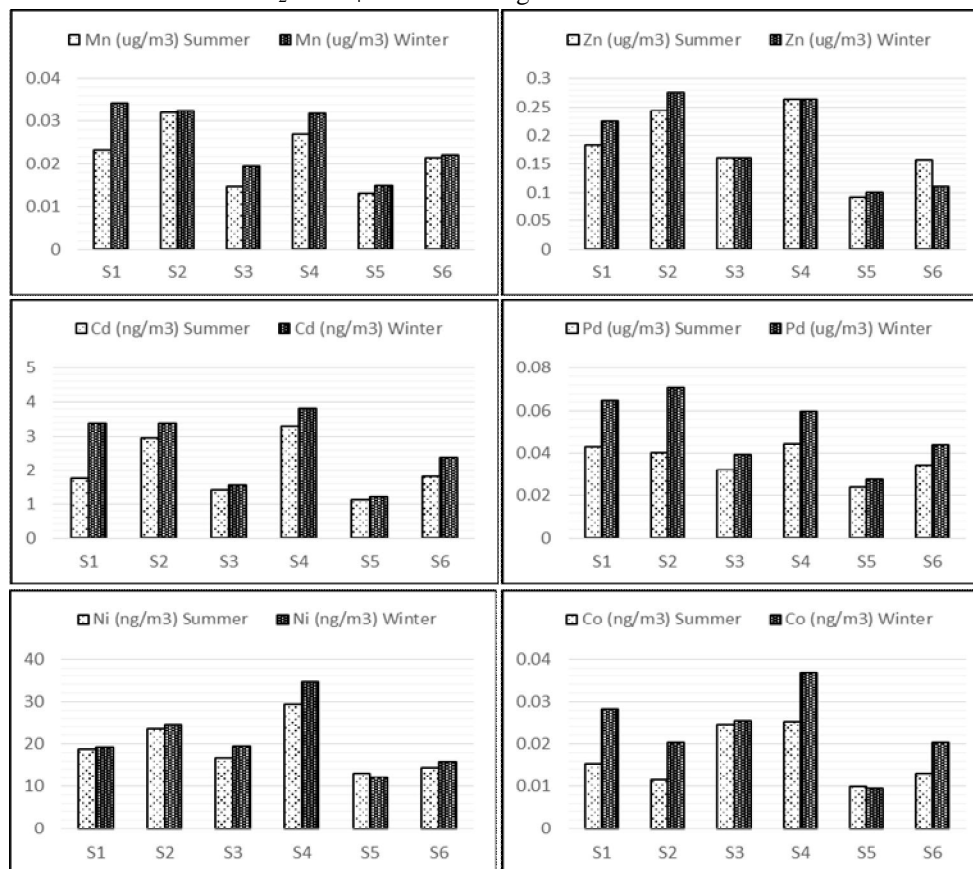 Mn (ug/m3) Summer Mn (ug/m3) Winter
0.04
0.03
0.02
0.01
0
S1 S2 S3 S4 S5 S6
Zn (ug/m3) Summer Zn (ug/m3) Winter
0.3
0.25
0.2
0.15
0.1
0.05
0
S1 S2 S3 S4 S5 S6
Cd (ng/m3) Summer Cd (ng/m3) Winter
5
4
3
2
1
0
S1 S2 S3 S4 S5 S6
Pd (ug/m3) Summer Pd (ug/m3) Winter
0.08
0.06
0.04
0.02
0
S1 S2 S3 S4 S5 S6
Ni (ng/m3) Summer Ni (ng/m3) Winter
40
30
20
10
0
S1 S2 S3 S4 S5 S6
Co (ng/m3) Summer Co (ng/m3) Winter
0.04
0.03
0.02
0.01
0
S1 S2 S3 S4 S5 S6